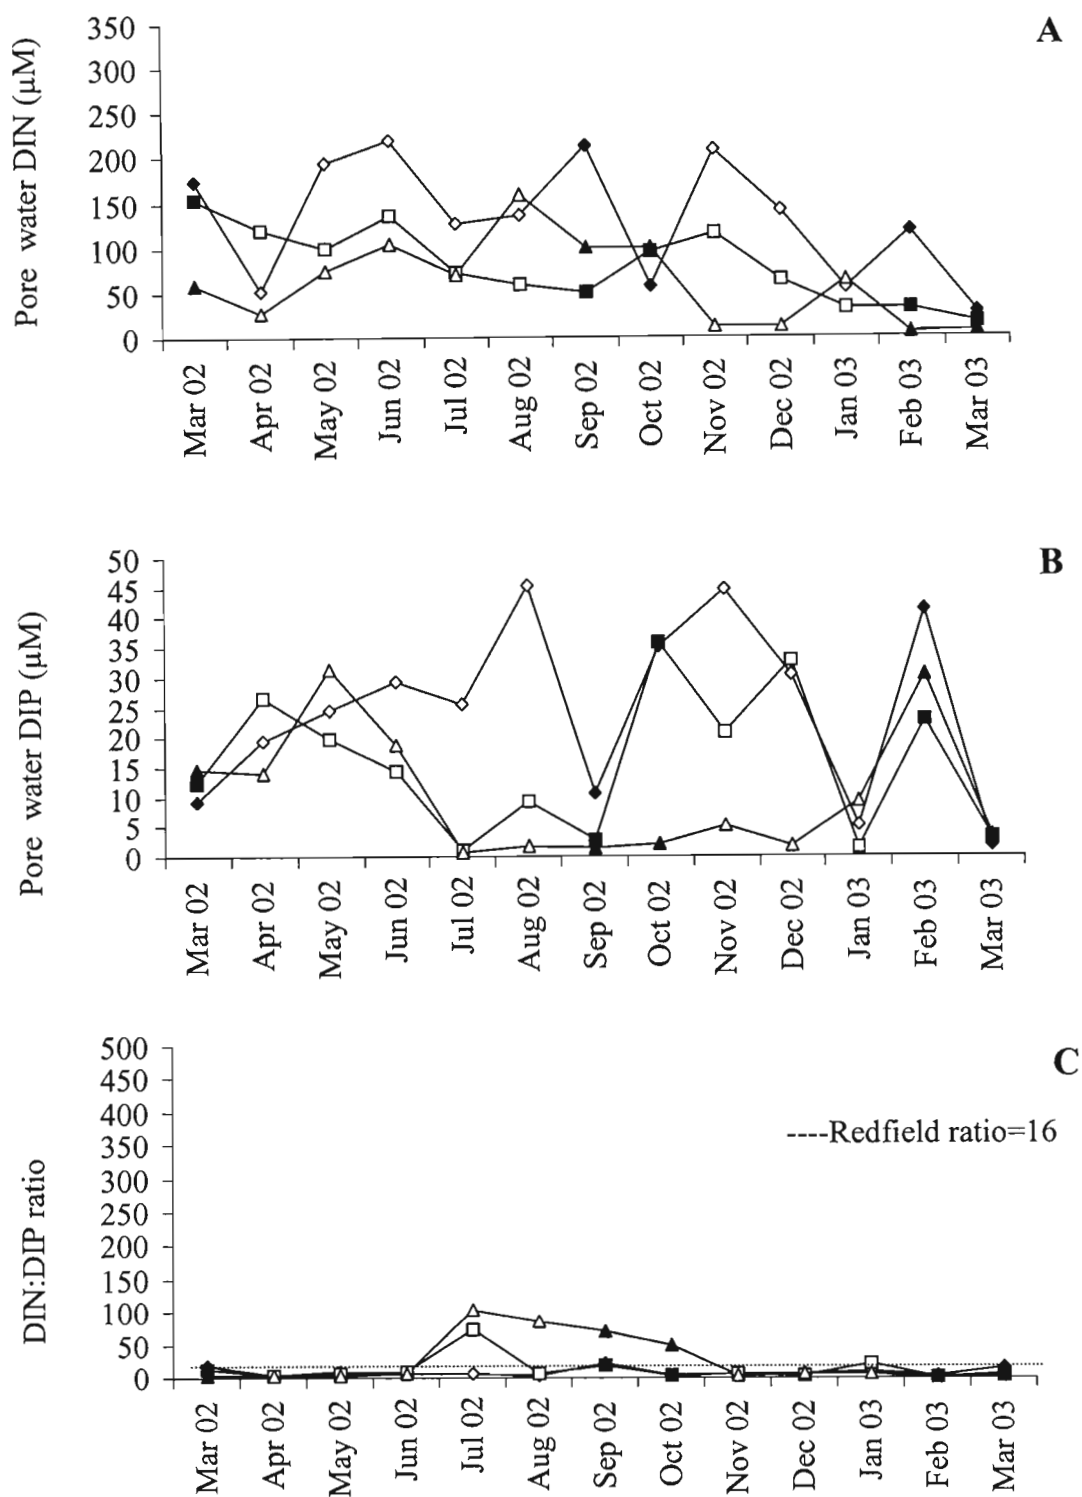 A
Pore water DIN (µM)
350
300
250
200
150
100
50
0
Mar 02
Apr 02
May 02
Jun 02
Jul 02
Aug 02
Sep 02
Oct 02
Nov 02
Dec 02
Jan 03
Feb 03
Mar 03
B
Pore water DIP (µM)
50
45
40
35
30
25
20
15
10
5
0
Mar 02
Apr 02
May 02
Jun 02
Jul 02
Aug 02
Sep 02
Oct 02
Nov 02
Dec 02
Jan 03
Feb 03
Mar 03
C
DIN:DIP ratio
500
450
400
350
300
250
200
150
100
50
0
----Redfield ratio=16
Mar 02
Apr 02
May 02
Jun 02
Jul 02
Aug 02
Sep 02
Oct 02
Nov 02
Dec 02
Jan 03
Feb 03
Mar 03